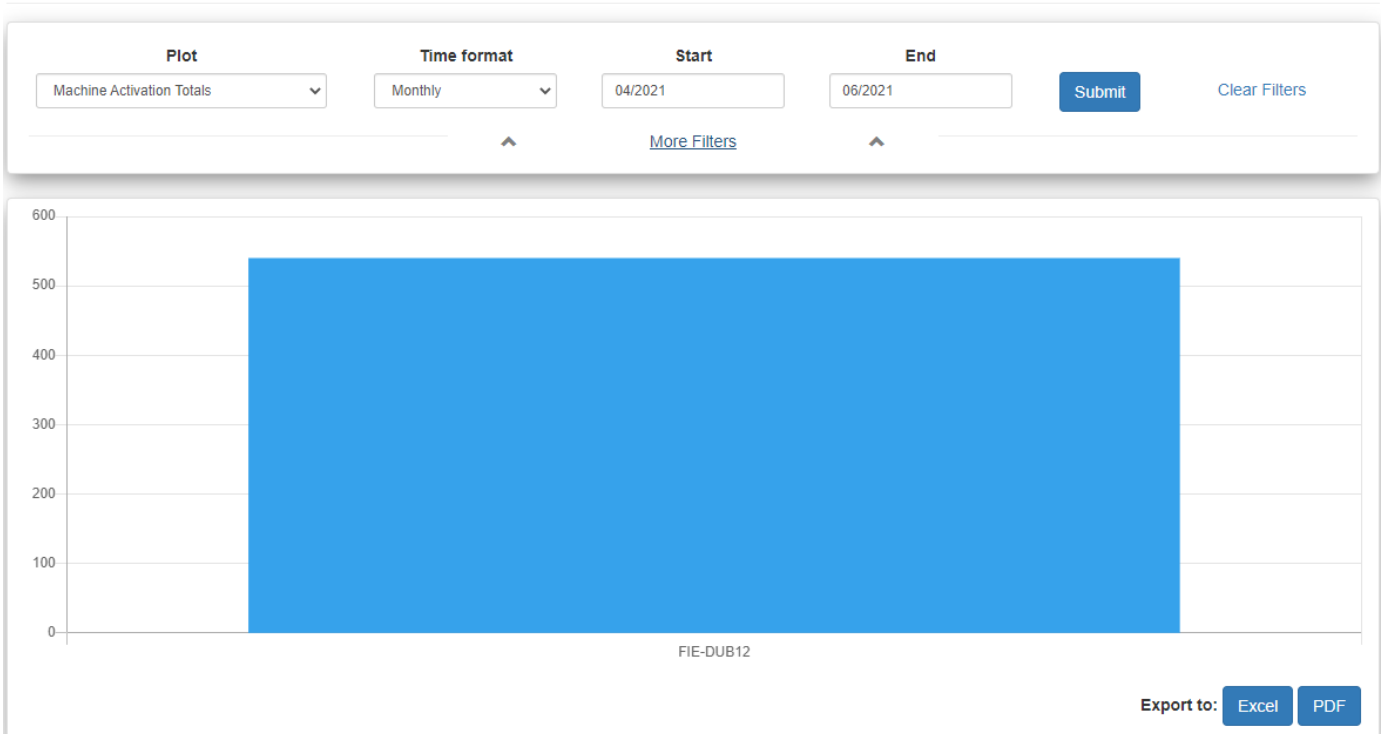 Plot Time format Start End
Machine Activation Totals Monthly 04/2021 06/2021 Submit Clear Filters
More Filters
600
500
400
300
200
100
0
FIE-DUB12
Export to: Excel PDF